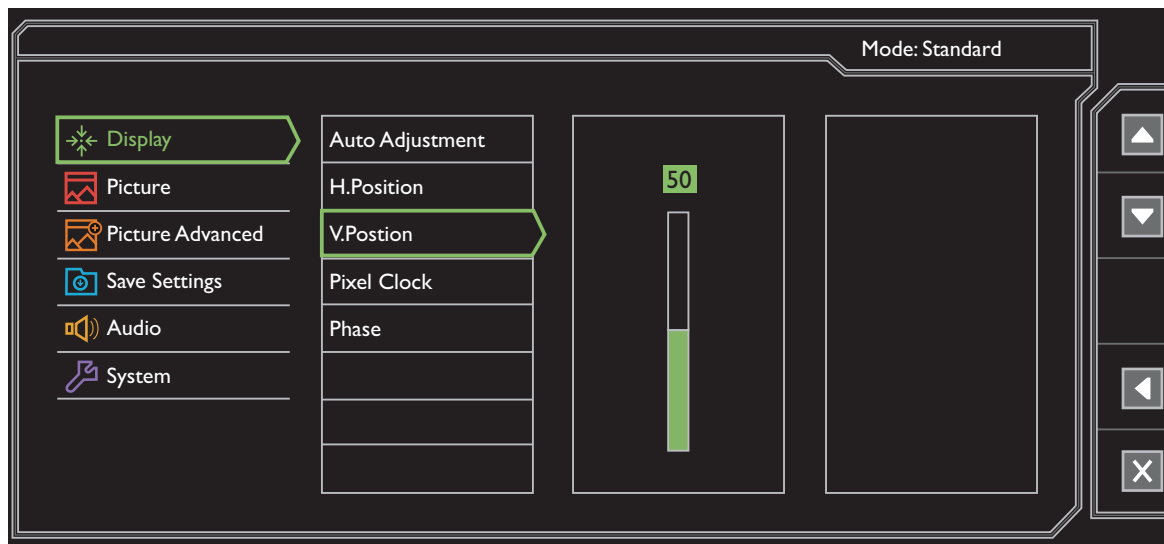 Mode: Standard
Display
Picture
Picture Advanced
Save Settings
Audio
System
Auto Adjustment
H.Position
V.Postion
Pixel Clock
Phase
50
X